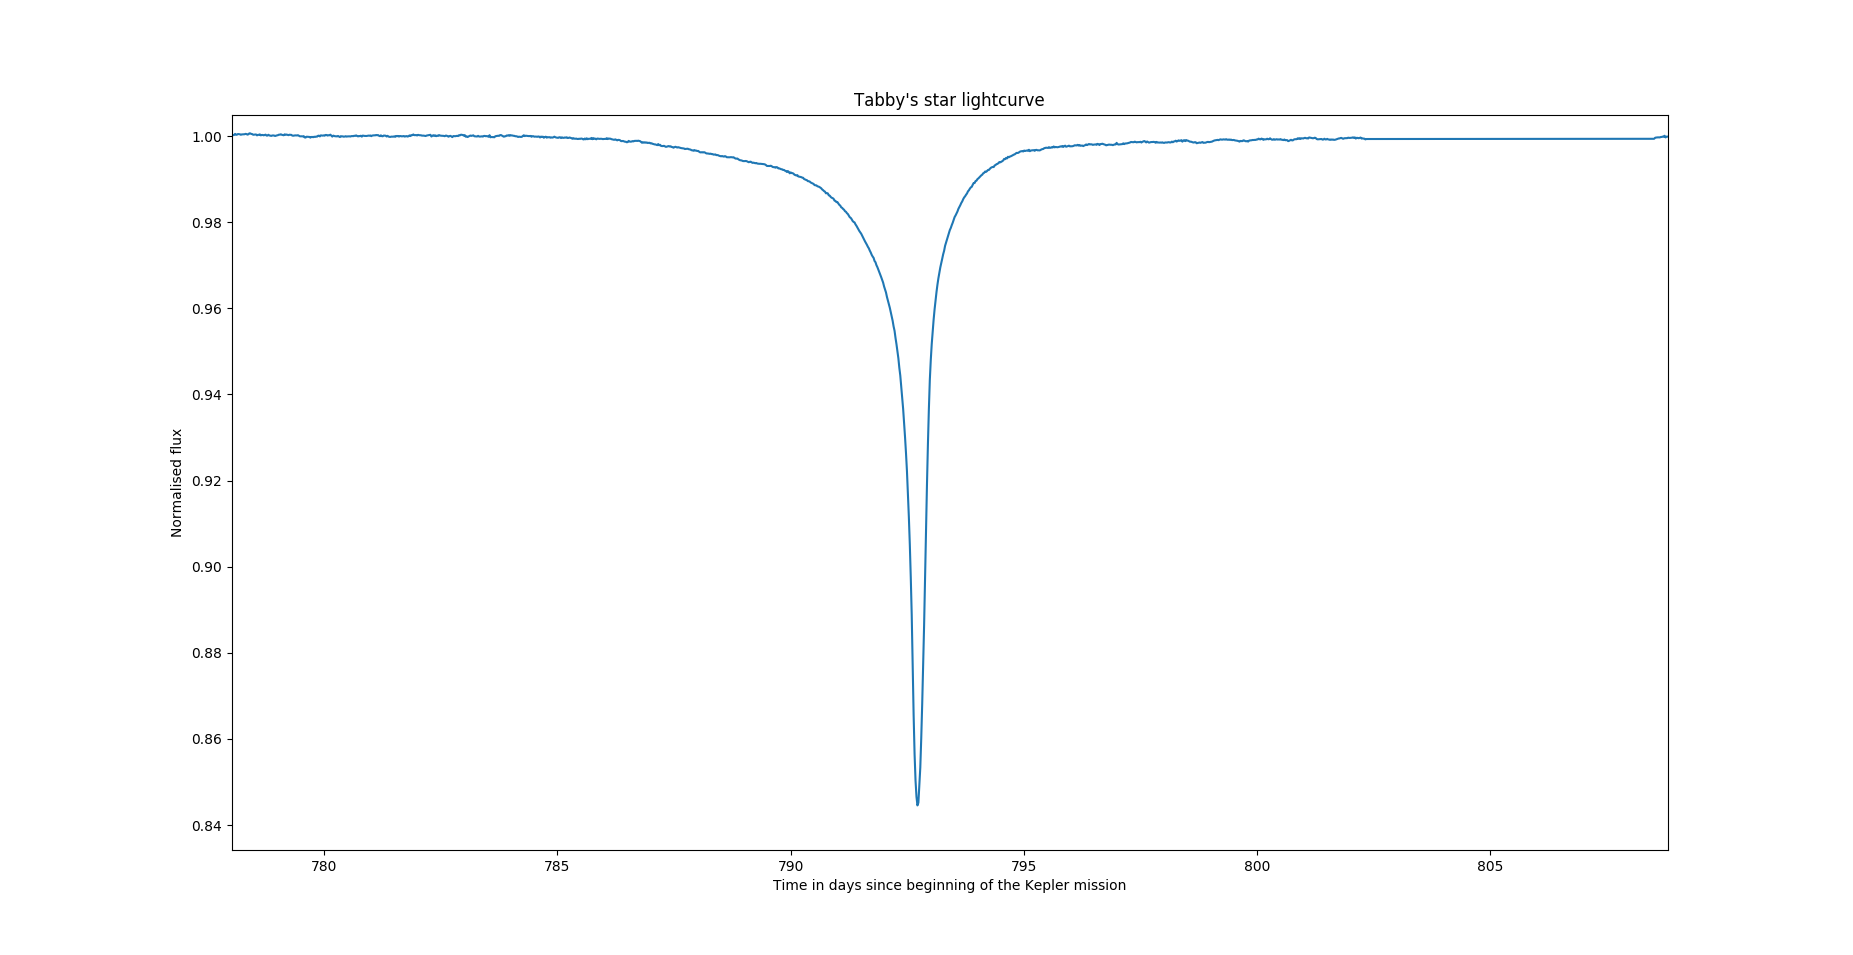 Tabby's star lightcurve
1.00
0.98
0.96
0.94
0.92
0.90
0.88
0.86
0.84
Normalised flux
780 785 790 795 800 805
Time in days since beginning of the Kepler mission